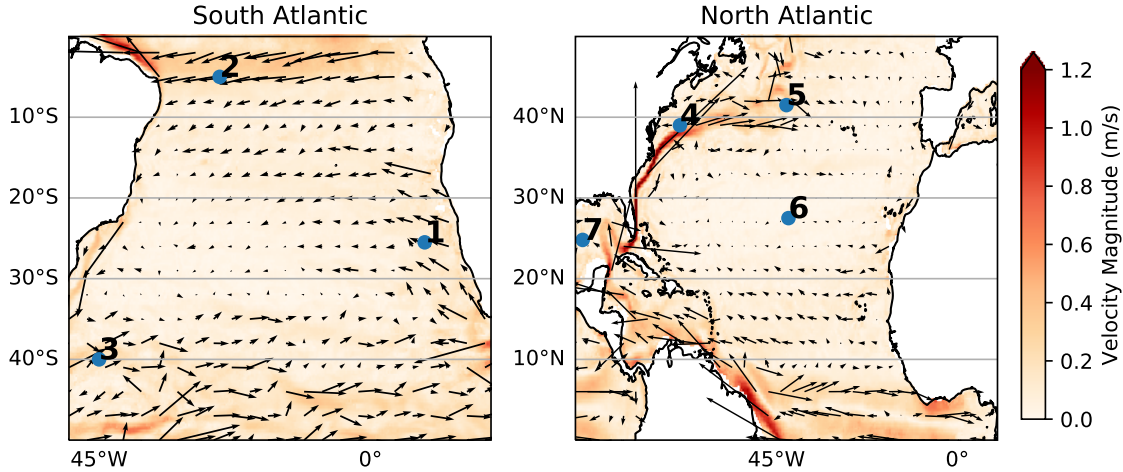 South Atlantic
North Atlantic
2
10°S
20°S
1
30°S
3
40°S
45°W
0°
5
4
40°N
30°N
6
7
20°N
10°N
45°W
0°
1.2
1.0
0.8
0.6
0.4
0.2
0.0
Velocity Magnitude (m/s)